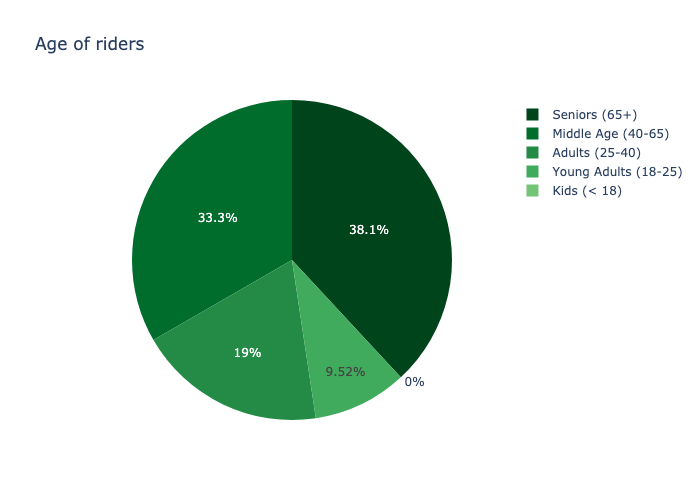 Age of riders
Seniors (65+)
Middle Age (40-65)
Adults (25-40)
Young Adults (18-25)
Kids (< 18)
33.3%
38.1%
19%
9.52%
0%